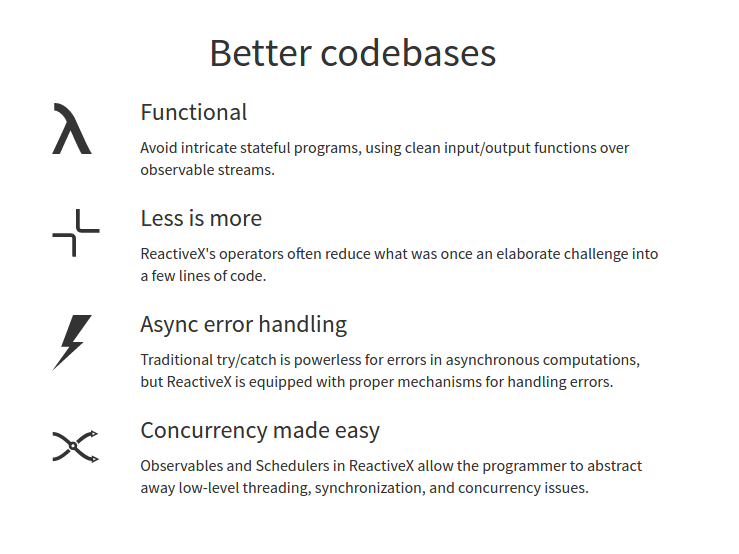 Better codebases
Functional
Avoid intricate stateful programs, using clean input/output functions over
observable streams.
Less is more
ReactiveX's operators often reduce what was once an elaborate challenge into
a few lines of code.
Async error handling
Traditional try/catch is powerless for errors in asynchronous computations,
but ReactiveX is equipped with proper mechanisms for handling errors.
Concurrency made easy
Observables and Schedulers in ReactiveX allow the programmer to abstract
away low-level threading, synchronization, and concurrency issues.